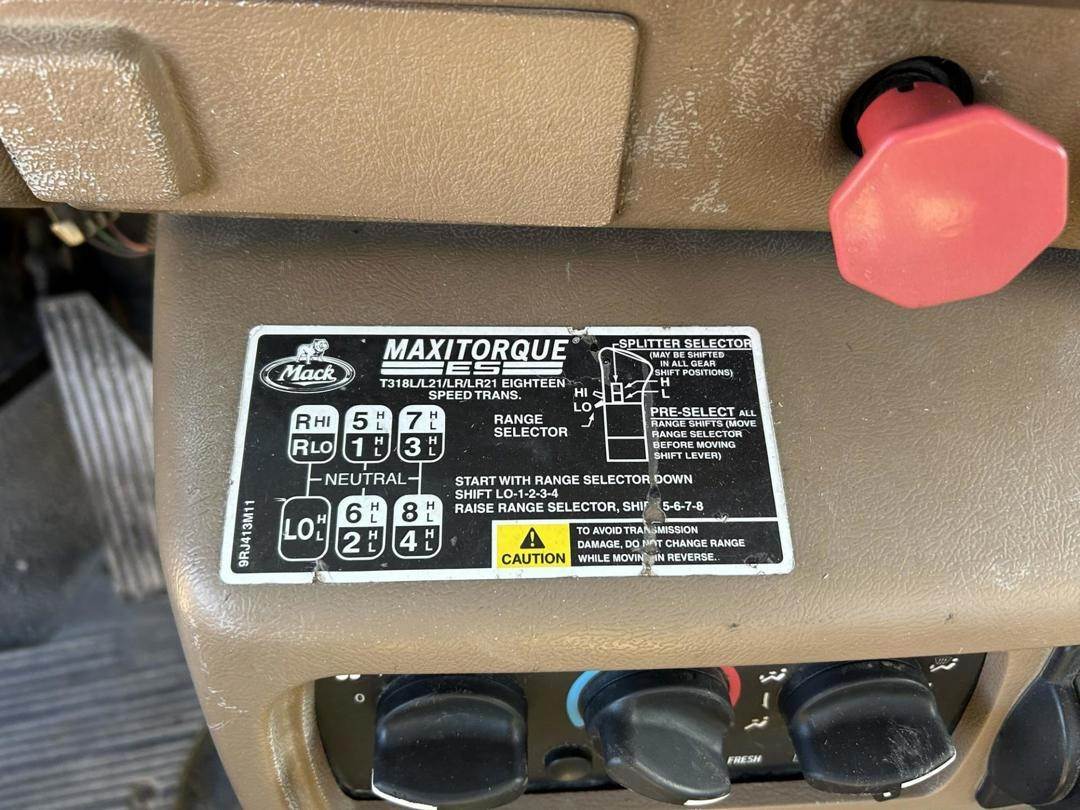 Mack
MAXITORQUE®
ES
T318L/L21/LR/LR21 EIGHTEEN
SPEED TRANS.
RHI 5 H L 7 H L
RLO 1 H L 3 H L
NEUTRAL
LO H L 6 H L 8 H L
2 H L 4 H L
9RJ413M11
SPLITTER SELECTOR
(MAY BE SHIFTED
IN ALL GEAR
SHIFT POSITIONS)
H
L
HI
LO
RANGE
SELECTOR
PRE-SELECT ALL
RANGE SHIFTS (MOVE
RANGE SELECTOR
BEFORE MOVING
SHIFT LEVER)
START WITH RANGE SELECTOR DOWN
SHIFT LO-1-2-3-4
RAISE RANGE SELECTOR, SHIFT 5-6-7-8
CAUTION
TO AVOID TRANSMISSION
DAMAGE, DO NOT CHANGE RANGE
WHILE MOVING IN REVERSE.
0
FRESH